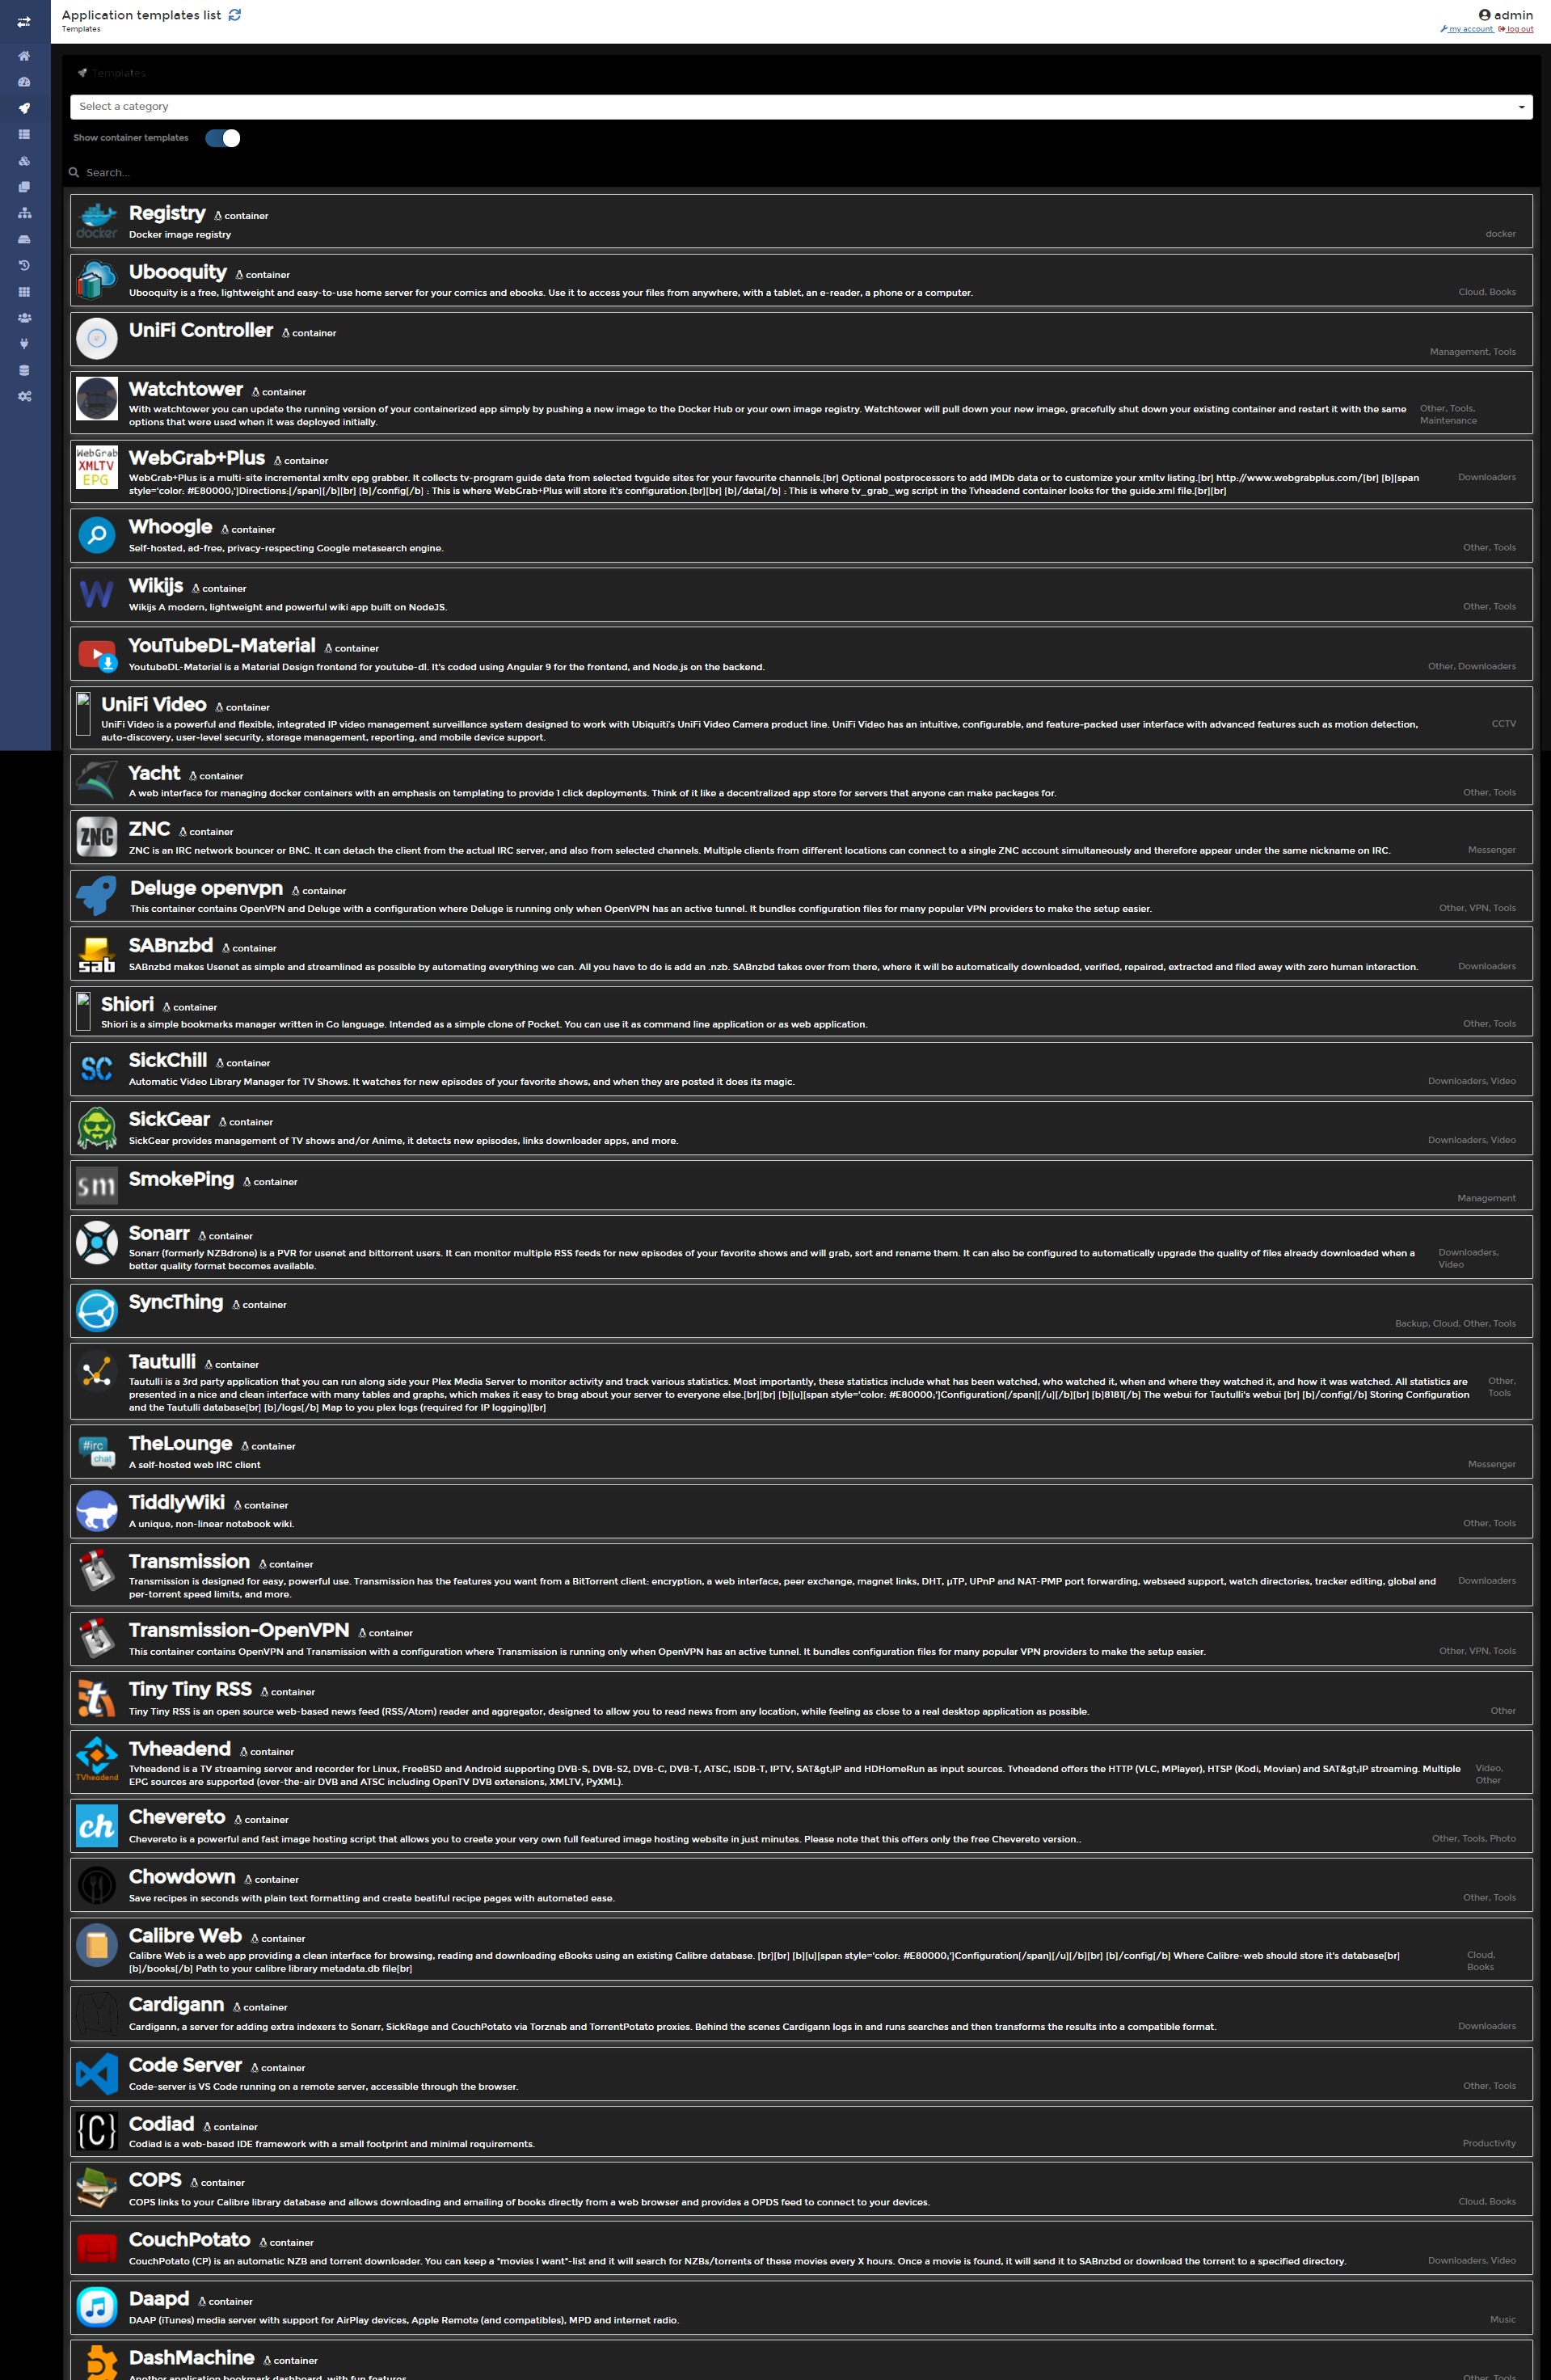 Application templates list
Templates
admin
my account log out
Templates
Select a category
Show container templates
Search...
docker
Registry container
Docker image registry
docker
Ubooquity container
Ubooquity is a free, lightweight and easy-to-use home server for your comics and ebooks. Use it to access your files from anywhere, with a tablet, an e-reader, a phone or a computer.
Cloud, Books
UniFi Controller container
Management, Tools
Watchtower container
With watchtower you can update the running version of your containerized app simply by pushing a new image to the Docker Hub or your own image registry. Watchtower will pull down your new image, gracefully shut down your existing container and restart it with the same
options that were used when it was deployed initially.
Other, Tools,
Maintenance
WebGrab
XMLTV
EPG
WebGrab+Plus container
WebGrab+Plus is a multi-site incremental xmltv epg grabber. It collects tv-program guide data from selected tvguide sites for your favourite channels.[br] Optional postprocessors to add IMDb data or to customize your xmltv listing.[br] http://www.webgrabplus.com/[br] [b][span
style='color: #E80000;']Directions:[/span][/b][br] [b]/config[/b] : This is where WebGrab+Plus will store it's configuration.[br][br] [b]/data[/b] : This is where tv_grab_wg script in the Tvheadend container looks for the guide.xml file.[br][br]
Downloaders
Whoogle container
Self-hosted, ad-free, privacy-respecting Google metasearch engine.
Other, Tools
W
Wikijs container
Wikijs A modern, lightweight and powerful wiki app built on NodeJS.
Other, Tools
YouTubeDL-Material container
YoutubeDL-Material is a Material Design frontend for youtube-dl. It's coded using Angular 9 for the frontend, and Node.js on the backend.
Other, Downloaders
UniFi Video container
UniFi Video is a powerful and flexible, integrated IP video management surveillance system designed to work with Ubiquiti's UniFi Video Camera product line. UniFi Video has an intuitive, configurable, and feature-packed user interface with advanced features such as motion detection,
auto-discovery, user-level security, storage management, reporting, and mobile device support.
CCTV
Yacht container
A web interface for managing docker containers with an emphasis on templating to provide 1 click deployments. Think of it like a decentralized app store for servers that anyone can make packages for.
Other, Tools
ZNC
ZNC container
ZNC is an IRC network bouncer or BNC. It can detach the client from the actual IRC server, and also from selected channels. Multiple clients from different locations can connect to a single ZNC account simultaneously and therefore appear under the same nickname on IRC.
Messenger
Deluge openvpn container
This container contains OpenVPN and Deluge with a configuration where Deluge is running only when OpenVPN has an active tunnel. It bundles configuration files for many popular VPN providers to make the setup easier.
Other, VPN, Tools
sab
SABnzbd container
SABnzbd makes Usenet as simple and streamlined as possible by automating everything we can. All you have to do is add an .nzb. SABnzbd takes over from there, where it will be automatically downloaded, verified, repaired, extracted and filed away with zero human interaction.
Downloaders
Shiori container
Shiori is a simple bookmarks manager written in Go language. Intended as a simple clone of Pocket. You can use it as command line application or as web application.
Other, Tools
SC
SickChill container
Automatic Video Library Manager for TV Shows. It watches for new episodes of your favorite shows, and when they are posted it does its magic.
Downloaders, Video
SickGear container
SickGear provides management of TV shows and/or Anime, it detects new episodes, links downloader apps, and more.
Downloaders, Video
sm
SmokePing container
Management
Sonarr container
Sonarr (formerly NZBdrone) is a PVR for usenet and bittorrent users. It can monitor multiple RSS feeds for new episodes of your favorite shows and will grab, sort and rename them. It can also be configured to automatically upgrade the quality of files already downloaded when a
better quality format becomes available.
Downloaders,
Video
SyncThing container
Backup, Cloud, Other, Tools
Tautulli container
Tautulli is a 3rd party application that you can run along side your Plex Media Server to monitor activity and track various statistics. Most importantly, these statistics include what has been watched, who watched it, when and where they watched it, and how it was watched. All statistics are
presented in a nice and clean interface with many tables and graphs, which makes it easy to brag about your server to everyone else.[br][br] [b][u][span style='color: #E80000;']Configuration[/span][/u][/b][br] [b]8181[/b] The webui for Tautulli's webui [br] [b]/config[/b] Storing Configuration
and the Tautulli database[br] [b]/logs[/b] Map to you plex logs (required for IP logging)[br]
Other,
Tools
#irc
chat
TheLounge container
A self-hosted web IRC client
Messenger
TiddlyWiki container
A unique, non-linear notebook wiki.
Other, Tools
Transmission container
Transmission is designed for easy, powerful use. Transmission has the features you want from a BitTorrent client: encryption, a web interface, peer exchange, magnet links, DHT, µTP, UPnP and NAT-PMP port forwarding, webseed support, watch directories, tracker editing, global and
per-torrent speed limits, and more.
Downloaders
Transmission-OpenVPN container
This container contains OpenVPN and Transmission with a configuration where Transmission is running only when OpenVPN has an active tunnel. It bundles configuration files for many popular VPN providers to make the setup easier.
Other, VPN, Tools
Tiny Tiny RSS container
Tiny Tiny RSS is an open source web-based news feed (RSS/Atom) reader and aggregator, designed to allow you to read news from any location, while feeling as close to a real desktop application as possible.
Other
TVheadend
Tvheadend container
Tvheadend is a TV streaming server and recorder for Linux, FreeBSD and Android supporting DVB-S, DVB-S2, DVB-C, DVB-T, ATSC, ISDB-T, IPTV, SAT&gt;IP and HDHomeRun as input sources. Tvheadend offers the HTTP (VLC, MPlayer), HTSP (Kodi, Movian) and SAT&gt;IP streaming. Multiple
EPG sources are supported (over-the-air DVB and ATSC including OpenTV DVB extensions, XMLTV, PyXML).
Video,
Other
ch
Chevereto container
Chevereto is a powerful and fast image hosting script that allows you to create your very own full featured image hosting website in just minutes. Please note that this offers only the free Chevereto version..
Other, Tools, Photo
Chowdown container
Save recipes in seconds with plain text formatting and create beatiful recipe pages with automated ease.
Other, Tools
Calibre Web container
Calibre Web is a web app providing a clean interface for browsing, reading and downloading eBooks using an existing Calibre database. [br][br] [b][u][span style='color: #E80000;']Configuration[/span][/u][/b][br] [b]/config[/b] Where Calibre-web should store it's database[br]
[b]/books[/b] Path to your calibre library metadata.db file[br]
Cloud,
Books
Cardigann container
Cardigann, a server for adding extra indexers to Sonarr, SickRage and CouchPotato via Torznab and TorrentPotato proxies. Behind the scenes Cardigann logs in and runs searches and then transforms the results into a compatible format.
Downloaders
Code Server container
Code-server is VS Code running on a remote server, accessible through the browser.
Other, Tools
{C}
Codiad container
Codiad is a web-based IDE framework with a small footprint and minimal requirements.
Productivity
COPS container
COPS links to your Calibre library database and allows downloading and emailing of books directly from a web browser and provides a OPDS feed to connect to your devices.
Cloud, Books
CouchPotato container
CouchPotato (CP) is an automatic NZB and torrent downloader. You can keep a "movies I want"-list and it will search for NZBs/torrents of these movies every X hours. Once a movie is found, it will send it to SABnzbd or download the torrent to a specified directory.
Downloaders, Video
Daapd container
DAAP (iTunes) media server with support for AirPlay devices, Apple Remote (and compatibles), MPD and internet radio.
Music
DashMachine container
Another application bookmark dashboard, with fun features.
Other, Tools